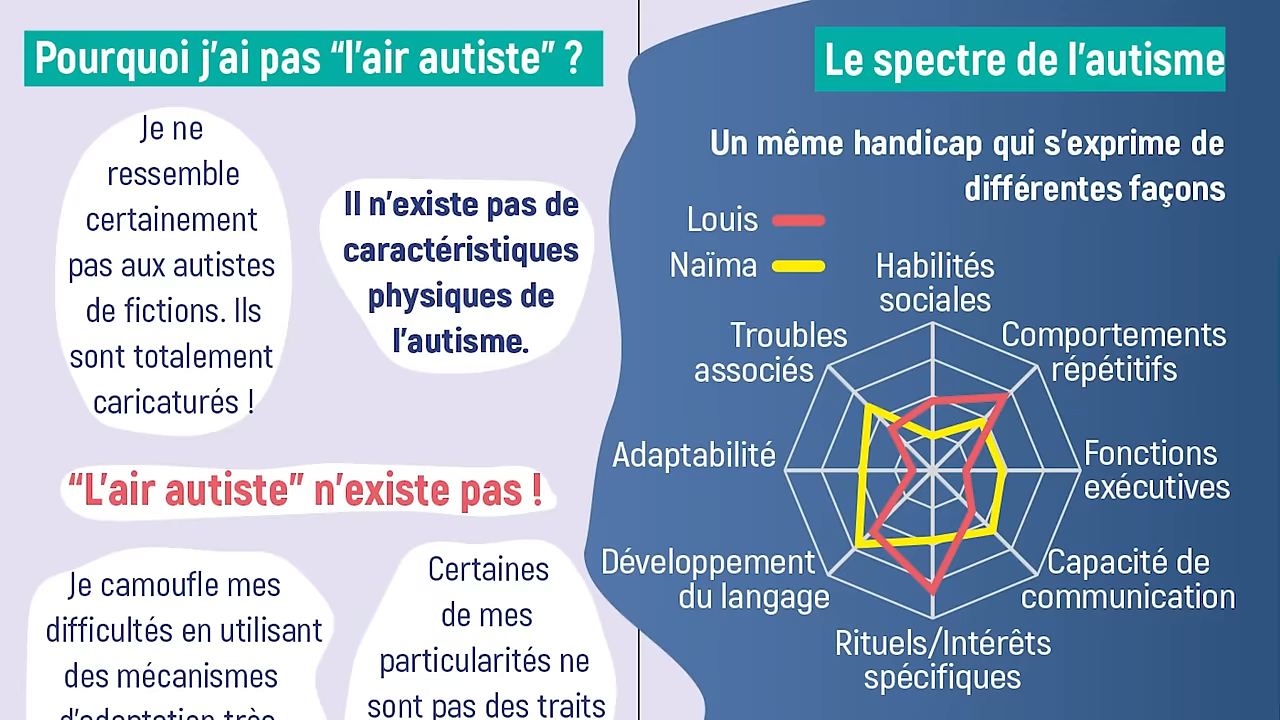 Pourquoi j'ai pas “l'air autiste” ?
Je ne
ressemble
certainement
pas aux autistes
de fictions. Ils
sont totalement
caricaturés !
Il n'existe pas de
caractéristiques
physiques de
l'autisme.
“L'air autiste” n'existe pas !
Je camoufle mes
difficultés en utilisant
des mécanismes
d'adaptation très
Certaines
de mes
particularités ne
sont pas des traits
Le spectre de l'autisme
Un même handicap qui s'exprime de
différentes façons
Louis
Naïma
Habilités
sociales
Comportements
répétitifs
Fonctions
exécutives
Capacité de
communication
Rituels/Intérêts
spécifiques
Développement
du langage
Adaptabilité
Troubles
associés